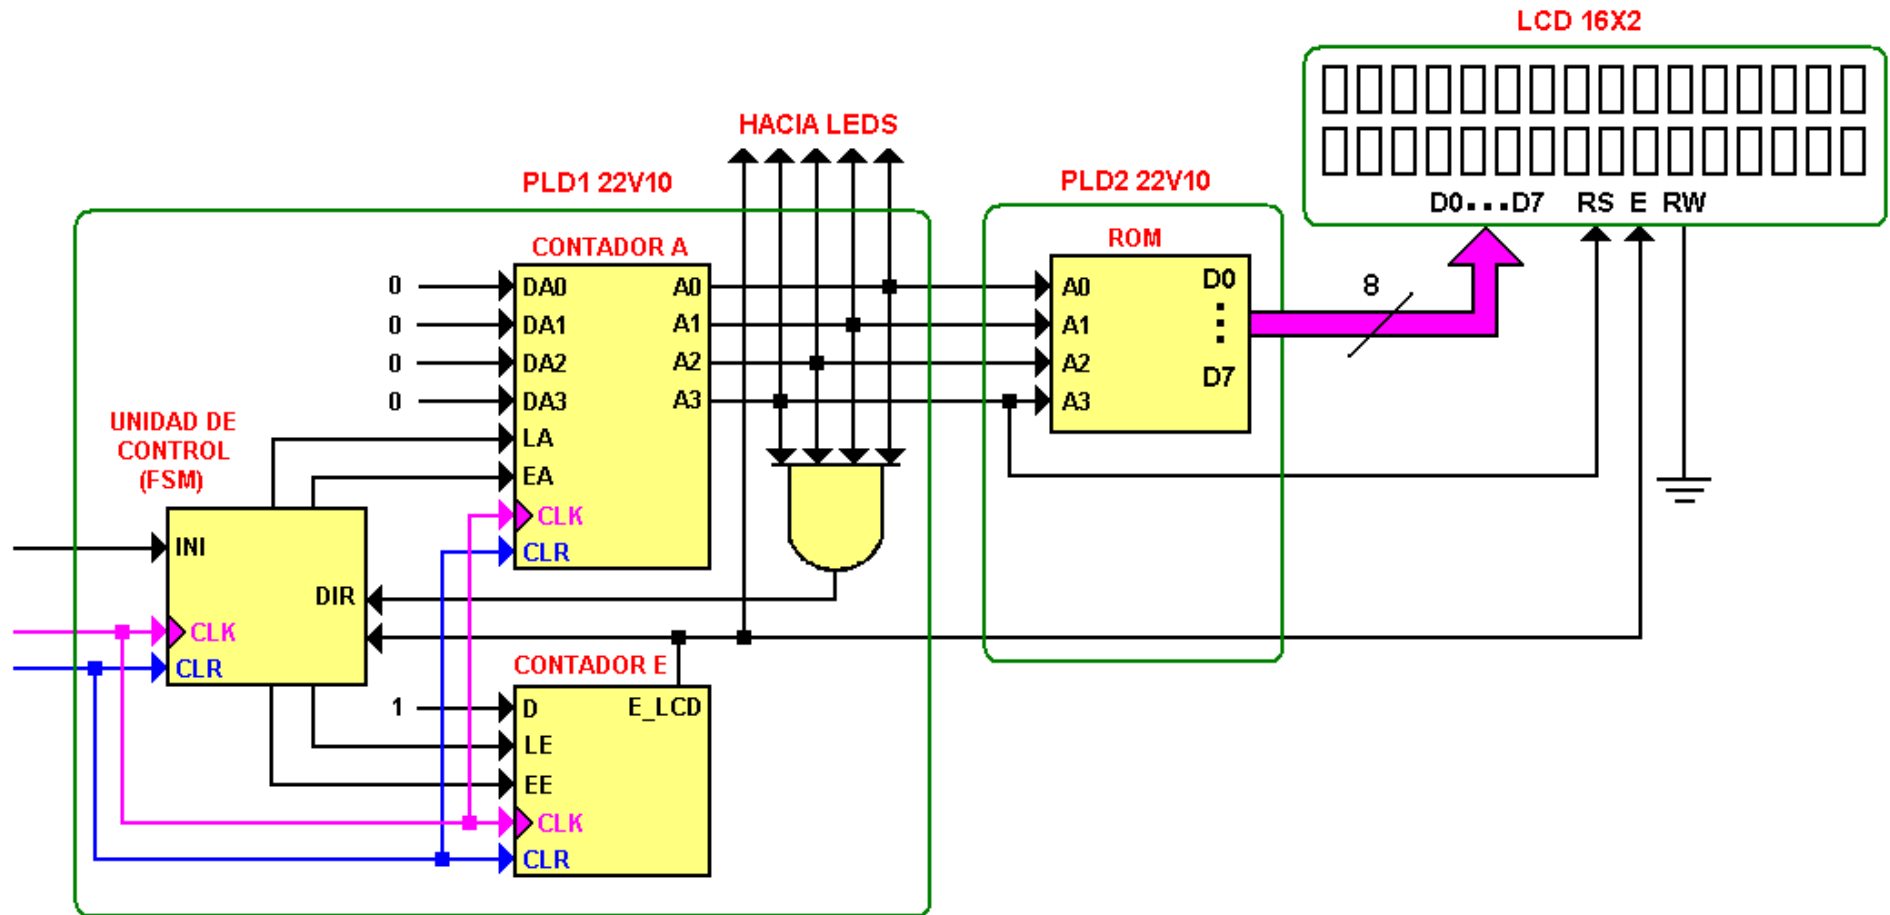 LCD 16X2
D0...D7 RS E RW
HACIA LEDS
PLD1 22V10
PLD2 22V10
CONTADOR A
0
0
0
0
DA0
DA1
DA2
DA3
LA
EA
CLK
CLR
A0
A1
A2
A3
ROM
A0
A1
A2
A3
D0
D7
8
UNIDAD DE
CONTROL
(FSM)
INI
DIR
CLK
CLR
CONTADOR E
1
D
LE
EE
CLK
CLR
E_LCD